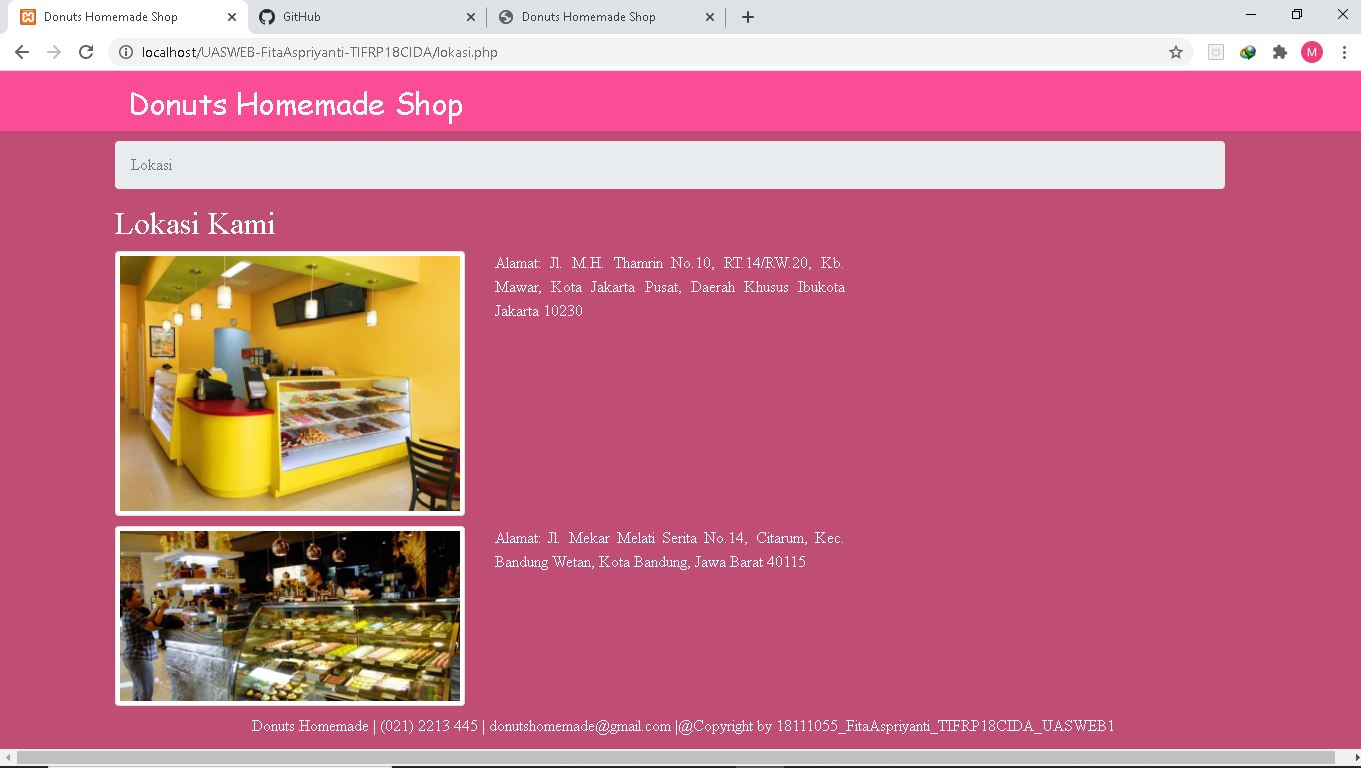 Donuts Homemade Shop
GitHub
Donuts Homemade Shop
localhost/UASWEB-FitaAspriyanti-TIFRP18CIDA/lokasi.php
M
Donuts Homemade Shop
Lokasi
Lokasi Kami
Alamat: Jl. M.H. Thamrin No.10, RT.14/RW.20, Kb.
Mawar, Kota Jakarta Pusat, Daerah Khusus Ibukota
Jakarta 10230
Alamat: Jl. Mekar Melati Serita No.14, Citarum, Kec.
Bandung Wetan, Kota Bandung, Jawa Barat 40115
Donuts Homemade | (021) 2213 445 | donutshomemade@gmail.com |@Copyright by 18111055_FitaAspriyanti_TIFRP18CIDA_UASWEB1